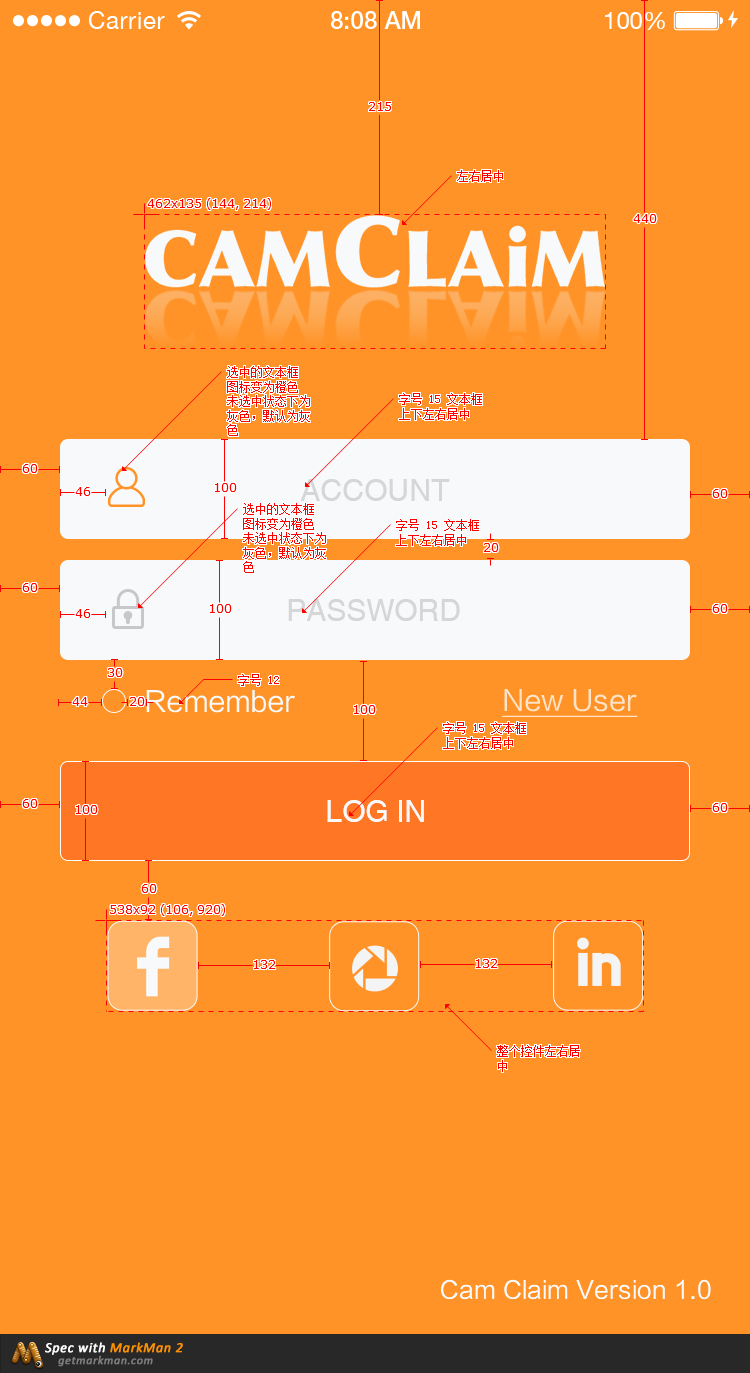 Carrier 8:08 AM 100%
215
左右居中
462x135 (144, 214)
440
CAMCLAiM
选中的文本框
图标变为橙色
未选中状态下为
灰色，默认为灰
色
字号 15 文本框
上下左右居中
60
46
100
ACCOUNT
60
选中的文本框
图标变为橙色
未选中状态下为
灰色，默认为灰
色
字号 15 文本框
上下左右居中
20
60
46
100
PASSWORD
60
30
字号 12
44
20
Remember
100
New User
字号 15 文本框
上下左右居中
60
100
LOG IN
60
60
538x92 (106, 920)
f
132
132
in
整个控件左右居
中
Cam Claim Version 1.0
Spec with MarkMan 2
getmarkman.com